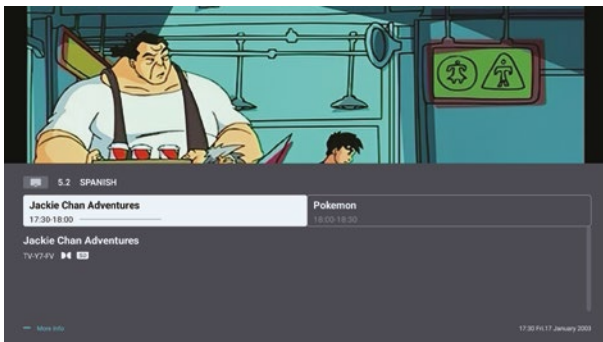 5.2 SPANISH
Jackie Chan Adventures
17:30-18:00
Pokemon
18:00-18:30
Jackie Chan Adventures
TV-Y7-FV SD
More Info
17:30 Fri.17 January 2003